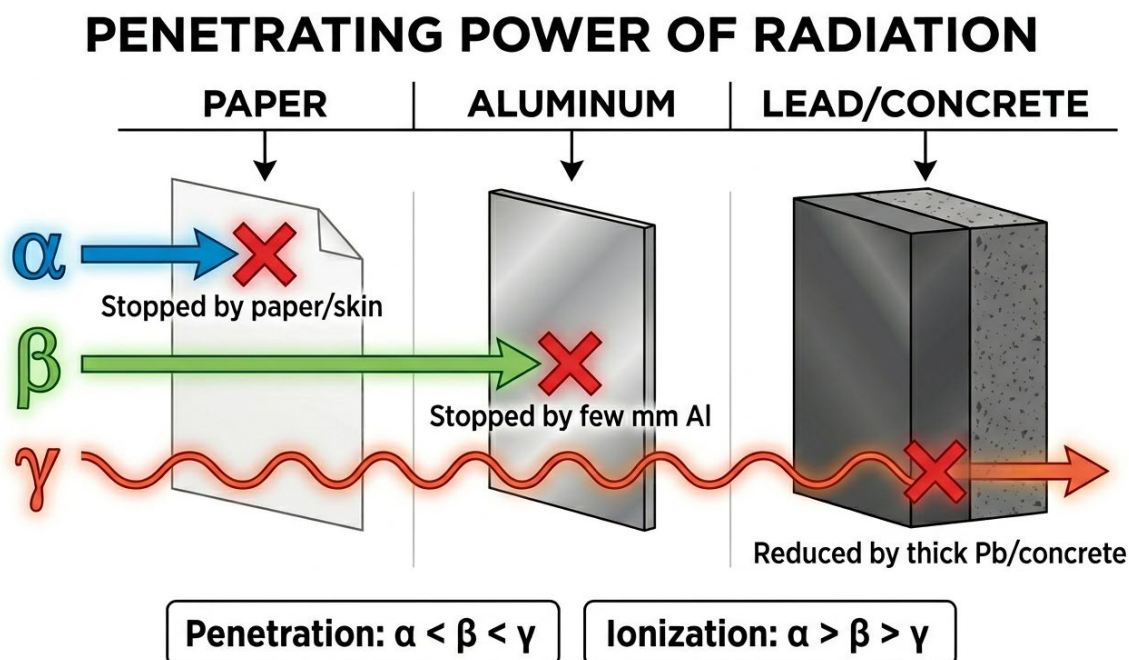 PENETRATING POWER OF RADIATION
PAPER
ALUMINUM
LEAD/CONCRETE
α
Stopped by paper/skin
β
Stopped by few mm Al
γ
Reduced by thick Pb/concrete
Penetration: α < β < γ
Ionization: α > β > γ